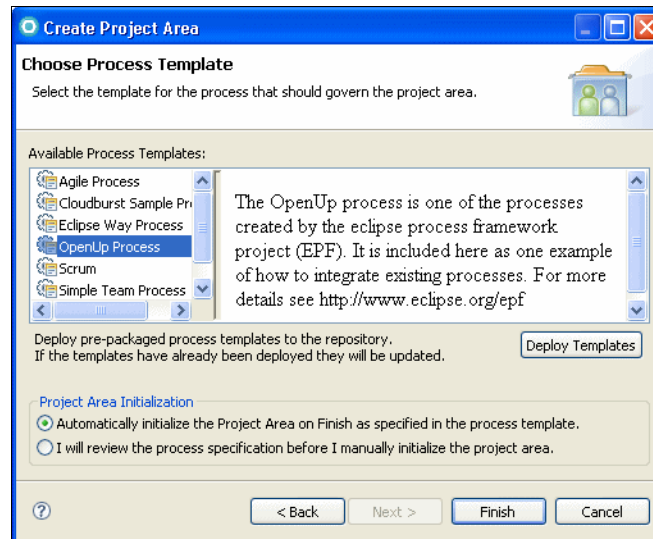 Create Project Area
Choose Process Template
Select the template for the process that should govern the project area.
Available Process Templates:
Agile Process
Cloudburst Sample Pr
Eclipse Way Process
OpenUp Process
Scrum
Simple Team Process
The OpenUp process is one of the processes
created by the eclipse process framework
project (EPF). It is included here as one example
of how to integrate existing processes. For more
details see http://www.eclipse.org/epf
Deploy pre-packaged process templates to the repository.
If the templates have already been deployed they will be updated.
Deploy Templates
Project Area Initialization
Automatically initialize the Project Area on Finish as specified in the process template.
I will review the process specification before I manually initialize the project area.
?
< Back
Next >
Finish
Cancel